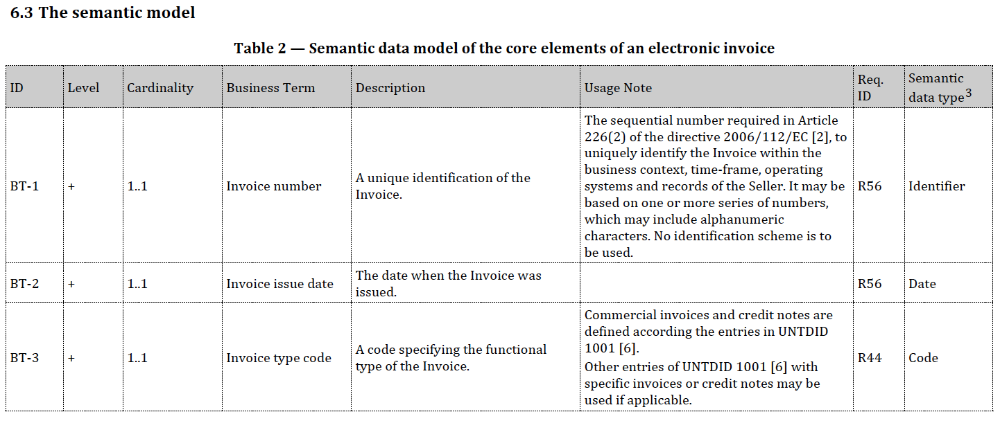 6.3 The semantic model
Table 2 — Semantic data model of the core elements of an electronic invoice
ID
Level
Cardinality
Business Term
Description
Usage Note
Req.
ID
Semantic
data type3
BT-1
+
1..1
Invoice number
A unique identification of the
Invoice.
The sequential number required in Article
226(2) of the directive 2006/112/EC [2], to
uniquely identify the Invoice within the
business context, time-frame, operating
systems and records of the Seller. It may be
based on one or more series of numbers,
which may include alphanumeric
characters. No identification scheme is to
be used.
R56
Identifier
BT-2
+
1..1
Invoice issue date
The date when the Invoice was
issued.
R56
Date
BT-3
+
1..1
Invoice type code
A code specifying the functional
type of the Invoice.
Commercial invoices and credit notes are
defined according the entries in UNTDID
1001 [6].
Other entries of UNTDID 1001 [6] with
specific invoices or credit notes may be
used if applicable.
R44
Code